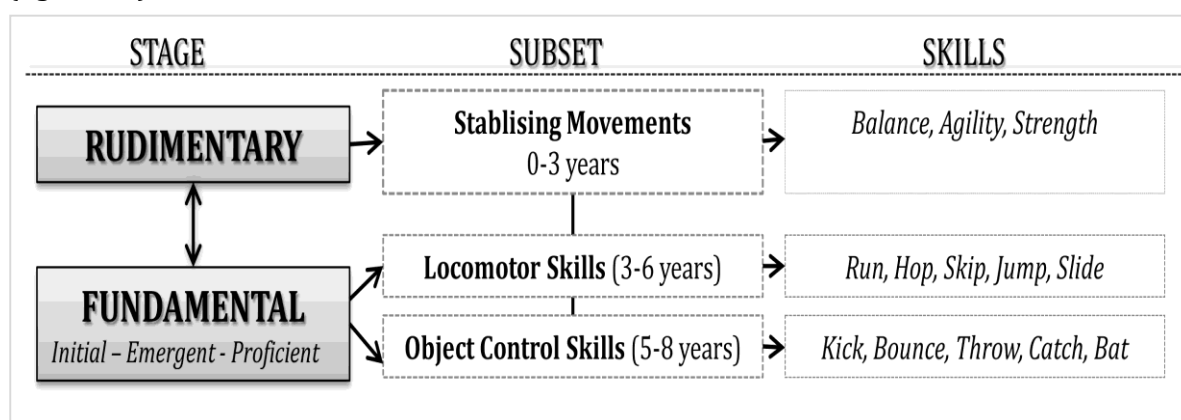 STAGE SUBSET SKILLS
RUDIMENTARY
Stablising Movements
0-3 years
Balance, Agility, Strength
FUNDAMENTAL
Initial – Emergent - Proficient
Locomotor Skills (3-6 years)
Run, Hop, Skip, Jump, Slide
Object Control Skills (5-8 years)
Kick, Bounce, Throw, Catch, Bat